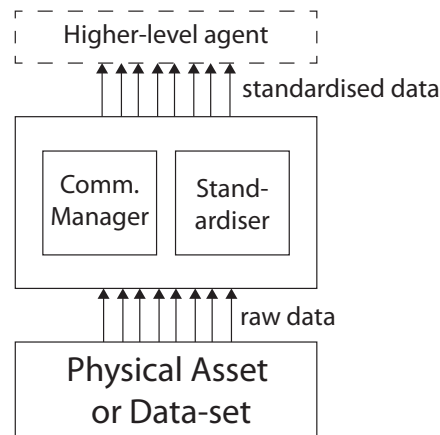 Higher-level agent
standardised data
Comm.
Manager
Stand-
ardiser
raw data
Physical Asset
or Data-set